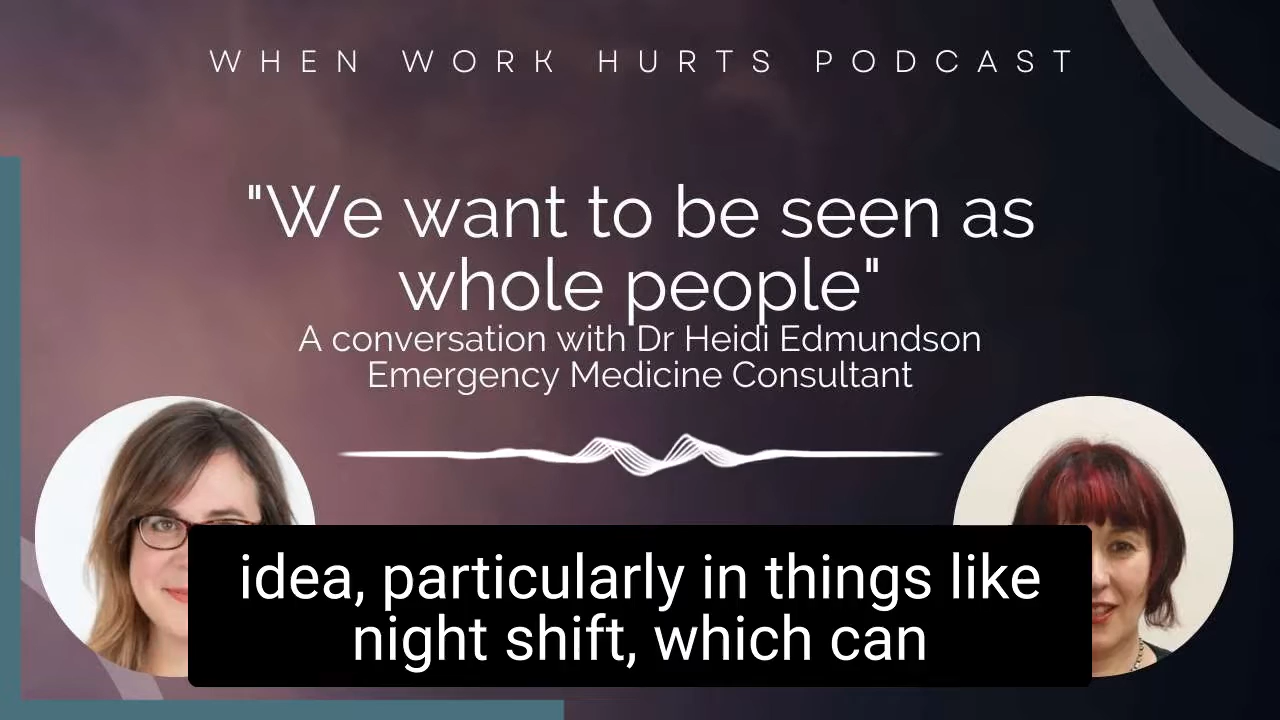 WHEN WORK HURTS PODCAST
"We want to be seen as
whole people"
A conversation with Dr Heidi Edmundson
Emergency Medicine Consultant
idea, particularly in things like
night shift, which can